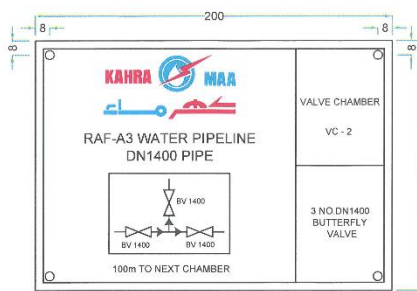 200
8
8
8
8
KAHRA MAA
كهرماء
RAF-A3 WATER PIPELINE
DN1400 PIPE
BV 1400
BV 1400
BV 1400
100m TO NEXT CHAMBER
VALVE CHAMBER
VC - 2
3 NO.DN1400
BUTTERFLY
VALVE